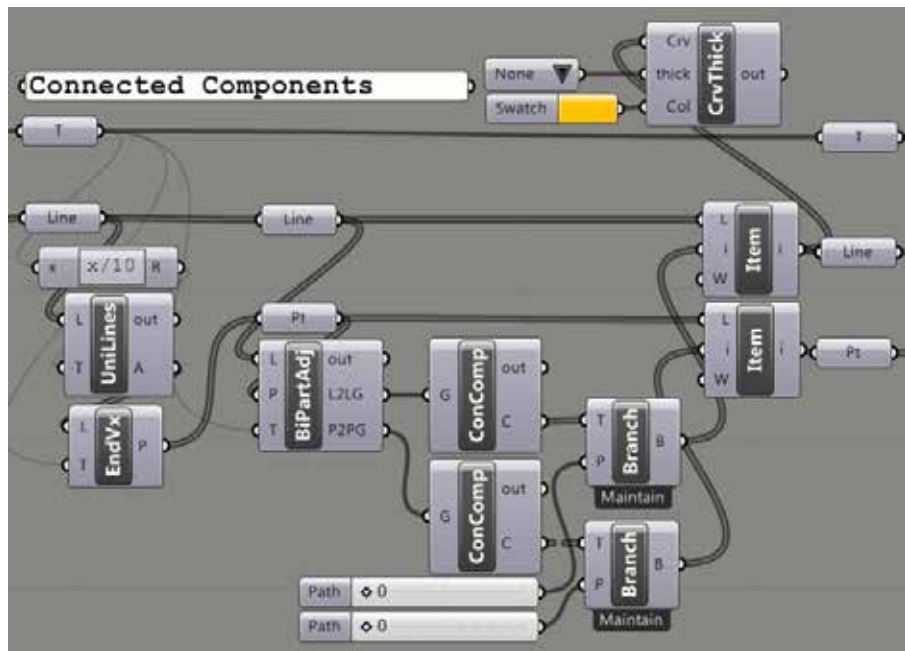 Connected Components
None
Swatch
Crv
thick
Col
CrvThick
out
T
T
Line
Line
x
x/10
R
L
T
UniLines
out
A
L
T
EndVx
P
Pt
L
P
T
BiPartAdj
out
L2LG
P2PG
G
ConComp
out
C
G
ConComp
out
C
T
P
Branch
B
Maintain
T
P
Branch
B
Maintain
L
i
W
Item
i
Line
L
i
W
Item
i
Pt
Path 0
Path 0